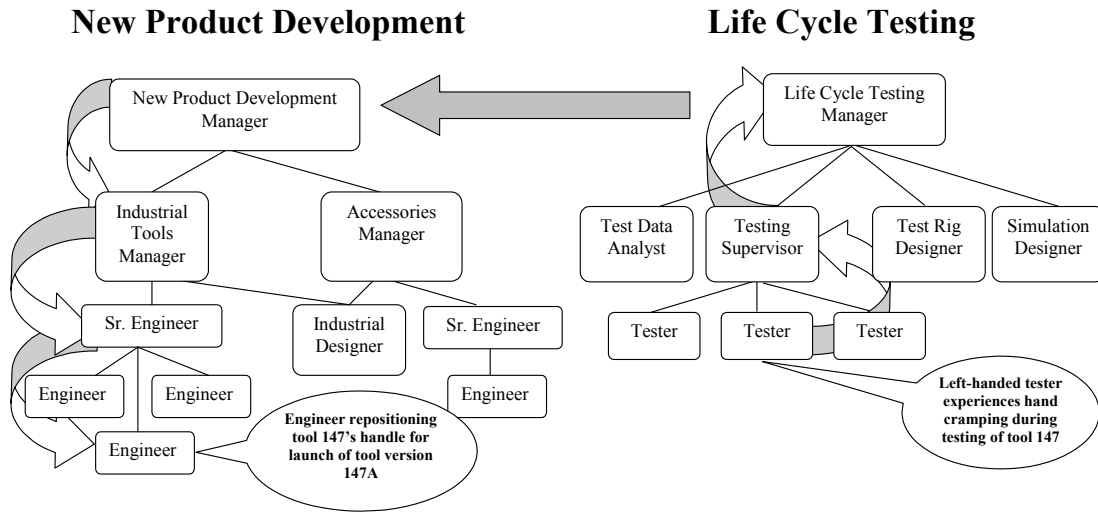 New Product Development
Life Cycle Testing
New Product Development
Manager
Life Cycle Testing
Manager
Industrial
Tools
Manager
Accessories
Manager
Test Data
Analyst
Testing
Supervisor
Test Rig
Designer
Simulation
Designer
Sr. Engineer
Industrial
Designer
Sr. Engineer
Tester
Tester
Tester
Engineer
Engineer
Engineer
Engineer
Engineer repositioning
tool 147’s handle for
launch of tool version
147A
Left-handed tester
experiences hand
cramping during
testing of tool 147